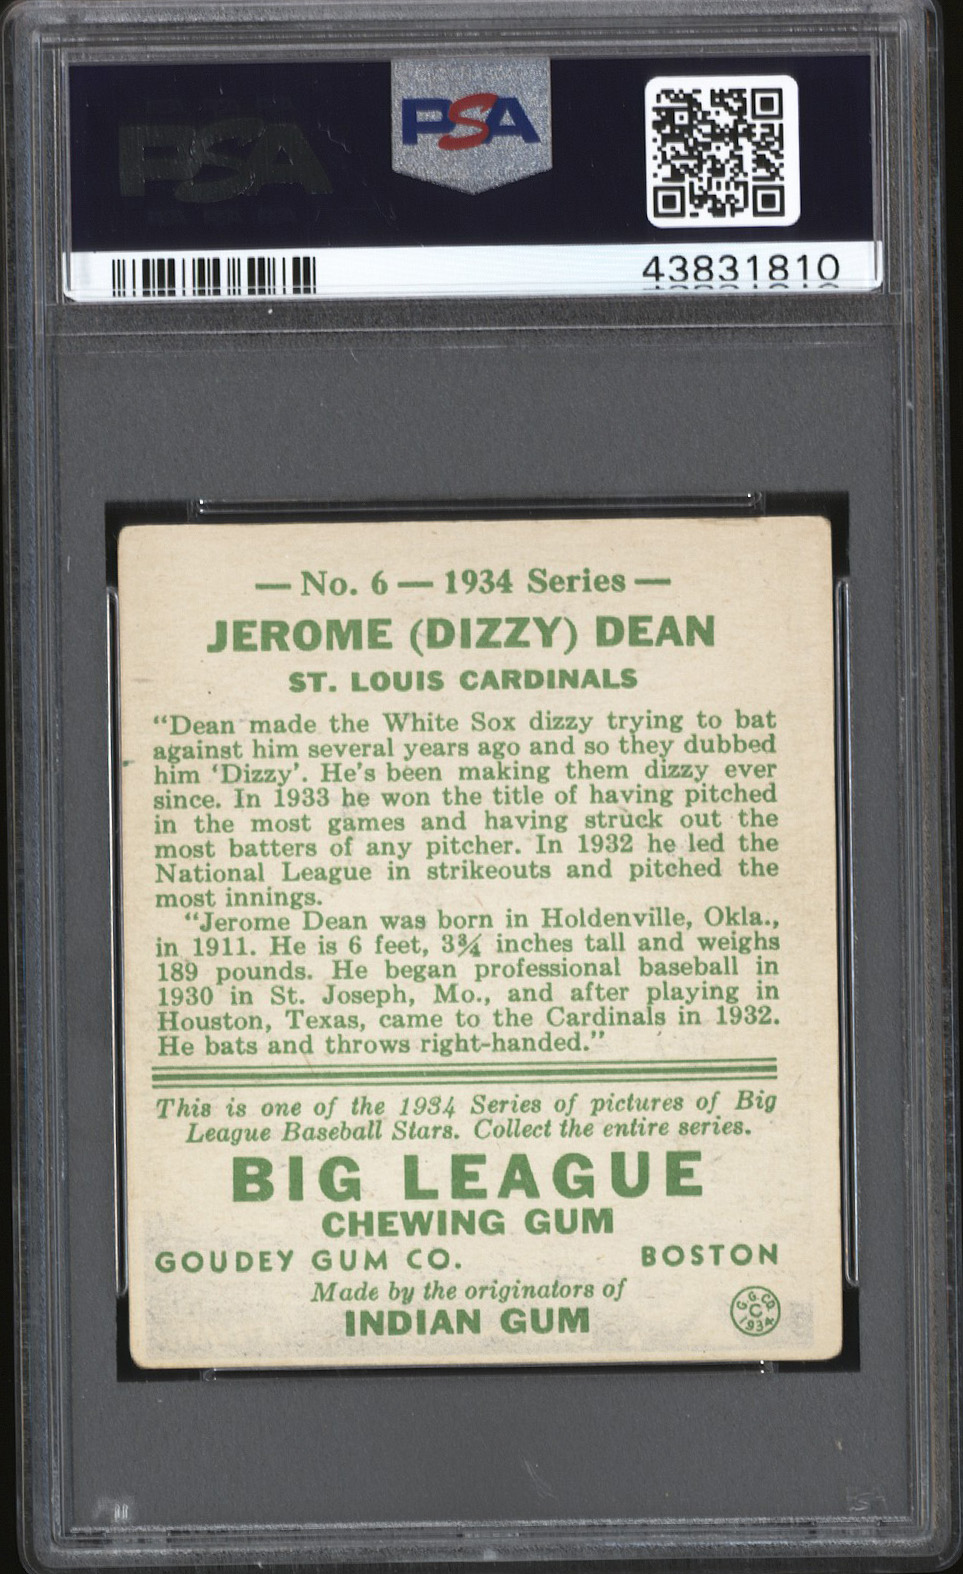 PSA
PSA
43831810
— No. 6 — 1934 Series —
JEROME (DIZZY) DEAN
ST. LOUIS CARDINALS
“Dean made the White Sox dizzy trying to bat
against him several years ago and so they dubbed
him ‘Dizzy’. He's been making them dizzy ever
since. In 1933 he won the title of having pitched
in the most games and having struck out the
most batters of any pitcher. In 1932 he led the
National League in strikeouts and pitched the
most innings.
“Jerome Dean was born in Holdenville, Okla.,
in 1911. He is 6 feet, 3¾ inches tall and weighs
189 pounds. He began professional baseball in
1930 in St. Joseph, Mo., and after playing in
Houston, Texas, came to the Cardinals in 1932.
He bats and throws right-handed.”
This is one of the 1934 Series of pictures of Big
League Baseball Stars. Collect the entire series.
BIG LEAGUE
CHEWING GUM
GOUDEY GUM CO. BOSTON
Made by the originators of
INDIAN GUM
G. G. CO.
C
1934